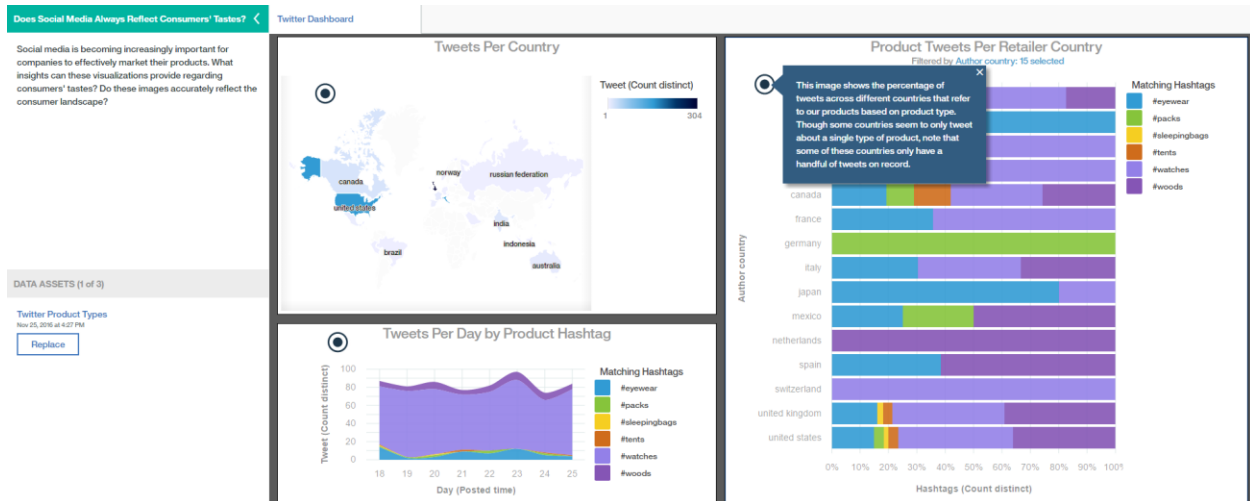 Does Social Media Always Reflect Consumers' Tastes?
Social media is becoming increasingly important for
companies to effectively market their products. What
insights can these visualizations provide regarding
consumers' tastes? Do these images accurately reflect the
consumer landscape?
DATA ASSETS (1 of 3)
Twitter Product Types
Nov 25, 2016 at 4:27 PM
Replace
Twitter Dashboard
Tweets Per Country
Tweet (Count distinct)
1 304
canada
united states
brazil
norway
russian federation
india
indonesia
australia
Tweets Per Day by Product Hashtag
Tweet (Count distinct)
100
80
60
40
20
0
18 19 20 21 22 23 24 25
Day (Posted time)
Matching Hashtags
#eyewear
#packs
#sleepingbags
#tents
#watches
#woods
Product Tweets Per Retailer Country
Filtered by Author country: 15 selected
This image shows the percentage of
tweets across different countries that refer
to our products based on product type.
Though some countries seem to only tweet
about a single type of product, note that
some of these countries only have a
handful of tweets on record.
Author country
canada
france
germany
italy
japan
mexico
netherlands
spain
switzerland
united kingdom
united states
0% 10% 20% 30% 40% 50% 60% 70% 80% 90% 100%
Hashtags (Count distinct)
Matching Hashtags
#eyewear
#packs
#sleepingbags
#tents
#watches
#woods